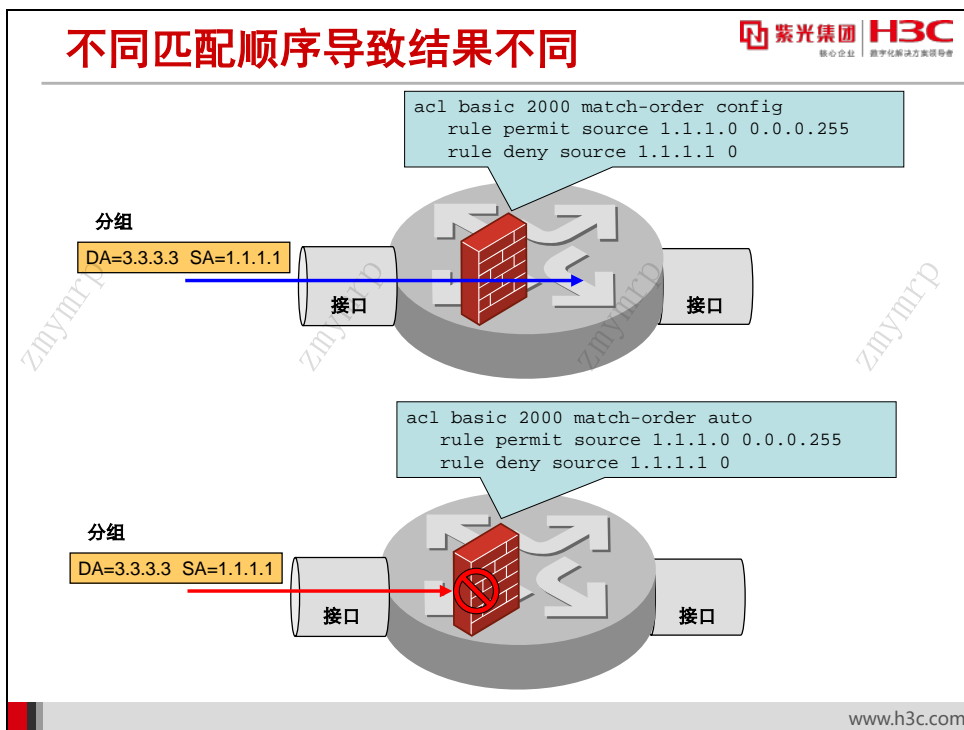 不同匹配顺序导致结果不同
紫光集团 H3C
核心企业 数字化解决方案领导者
acl basic 2000 match-order config
rule permit source 1.1.1.0 0.0.0.255
rule deny source 1.1.1.1 0
分组
DA=3.3.3.3 SA=1.1.1.1
接口
接口
zmymrp
zmymrp
zmymrp
zmymrp
acl basic 2000 match-order auto
rule permit source 1.1.1.0 0.0.0.255
rule deny source 1.1.1.1 0
分组
DA=3.3.3.3 SA=1.1.1.1
接口
接口
www.h3c.com